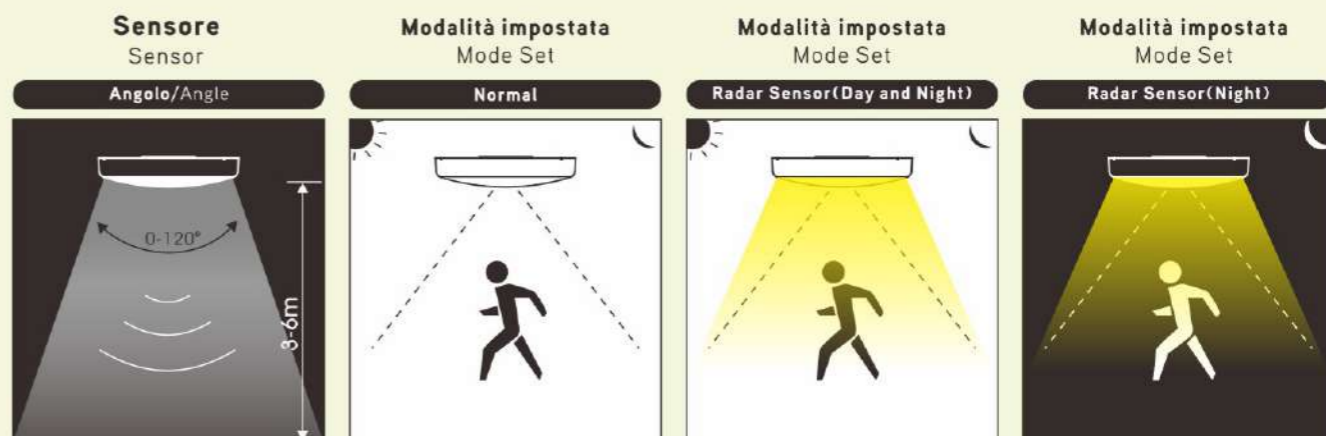 Sensore
Sensor
Angolo/Angle
0-120°
3-6m
Modalità impostata
Mode Set
Normal
Modalità impostata
Mode Set
Radar Sensor(Day and Night)
Modalità impostata
Mode Set
Radar Sensor(Night)